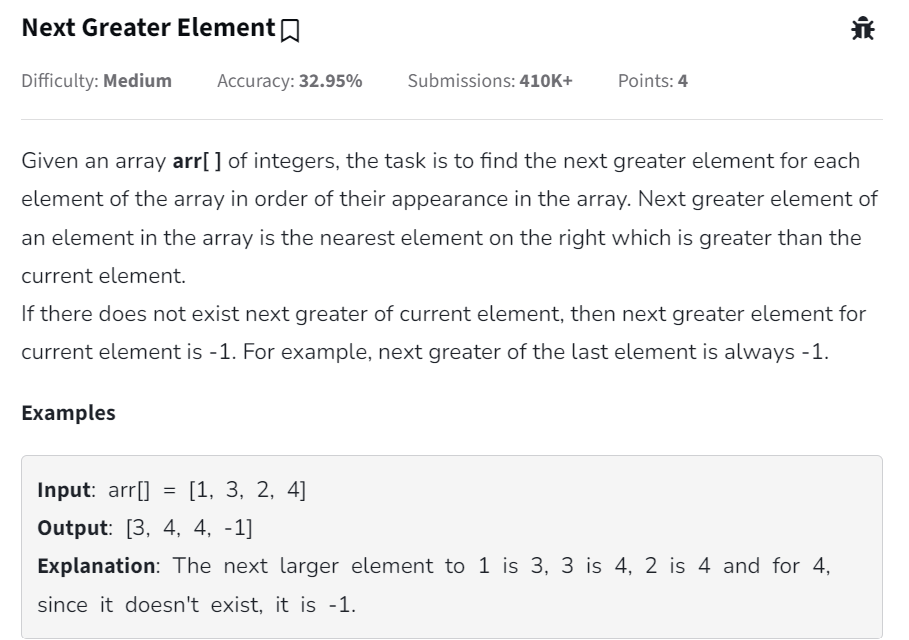 Next Greater Element
Difficulty: Medium Accuracy: 32.95% Submissions: 410K+ Points: 4
Given an array arr[ ] of integers, the task is to find the next greater element for each
element of the array in order of their appearance in the array. Next greater element of
an element in the array is the nearest element on the right which is greater than the
current element.
If there does not exist next greater of current element, then next greater element for
current element is -1. For example, next greater of the last element is always -1.
Examples
Input: arr[] = [1, 3, 2, 4]
Output: [3, 4, 4, -1]
Explanation: The next larger element to 1 is 3, 3 is 4, 2 is 4 and for 4,
since it doesn't exist, it is -1.